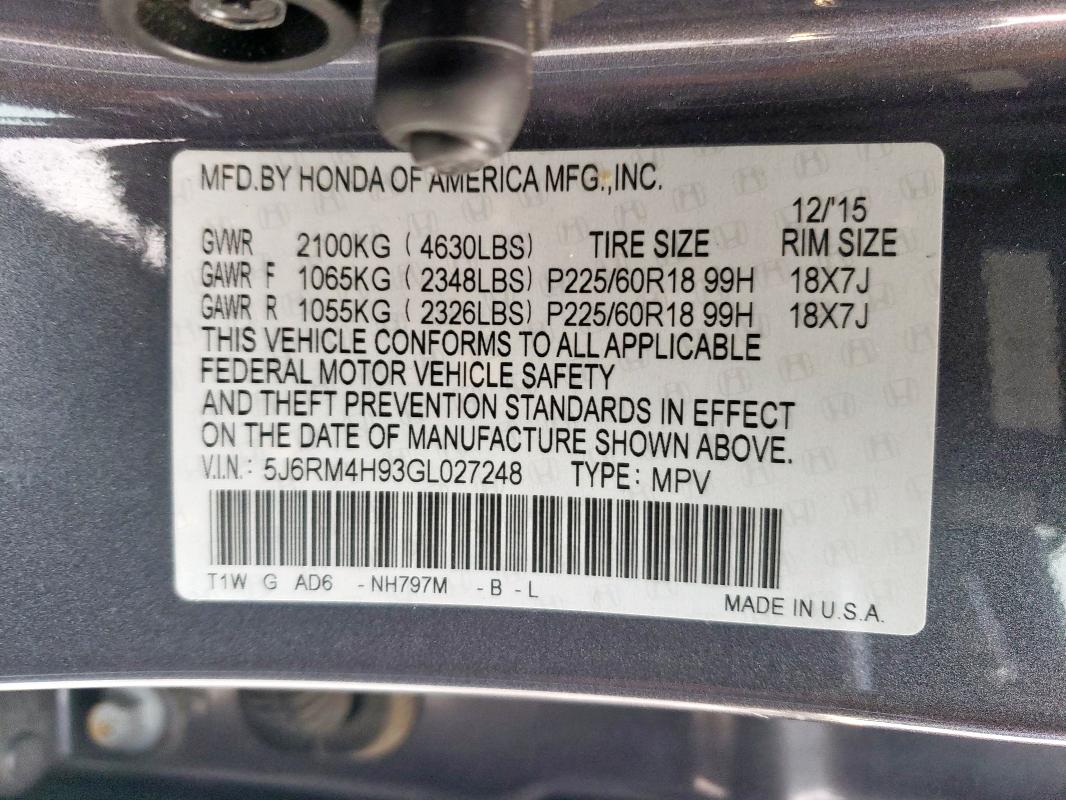 MFD.BY HONDA OF AMERICA MFG.,INC.
12/'15
GVWR 2100KG ( 4630LBS) TIRE SIZE RIM SIZE
GAWR F 1065KG ( 2348LBS) P225/60R18 99H 18X7J
GAWR R 1055KG ( 2326LBS) P225/60R18 99H 18X7J
THIS VEHICLE CONFORMS TO ALL APPLICABLE
FEDERAL MOTOR VEHICLE SAFETY
AND THEFT PREVENTION STANDARDS IN EFFECT
ON THE DATE OF MANUFACTURE SHOWN ABOVE.
V.I.N.: 5J6RM4H93GL027248 TYPE: MPV
T1W G AD6 -NH797M -B -L
MADE IN U.S.A.